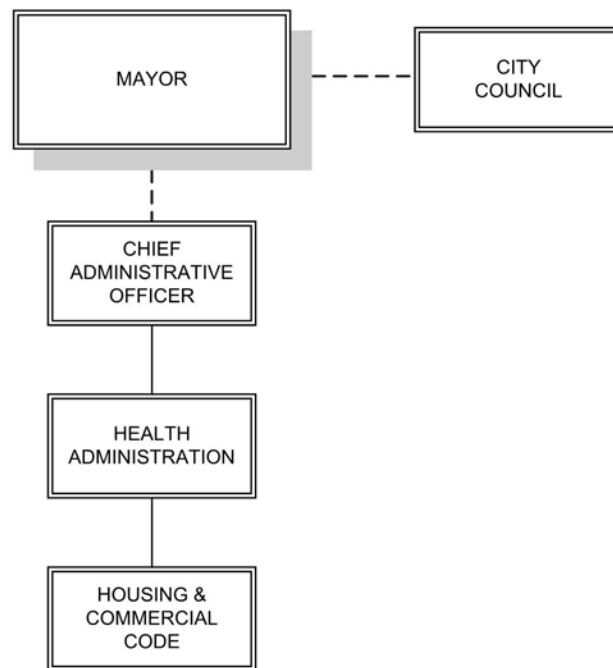 MAYOR
CITY
COUNCIL
CHIEF
ADMINISTRATIVE
OFFICER
HEALTH
ADMINISTRATION
HOUSING &
COMMERCIAL
CODE